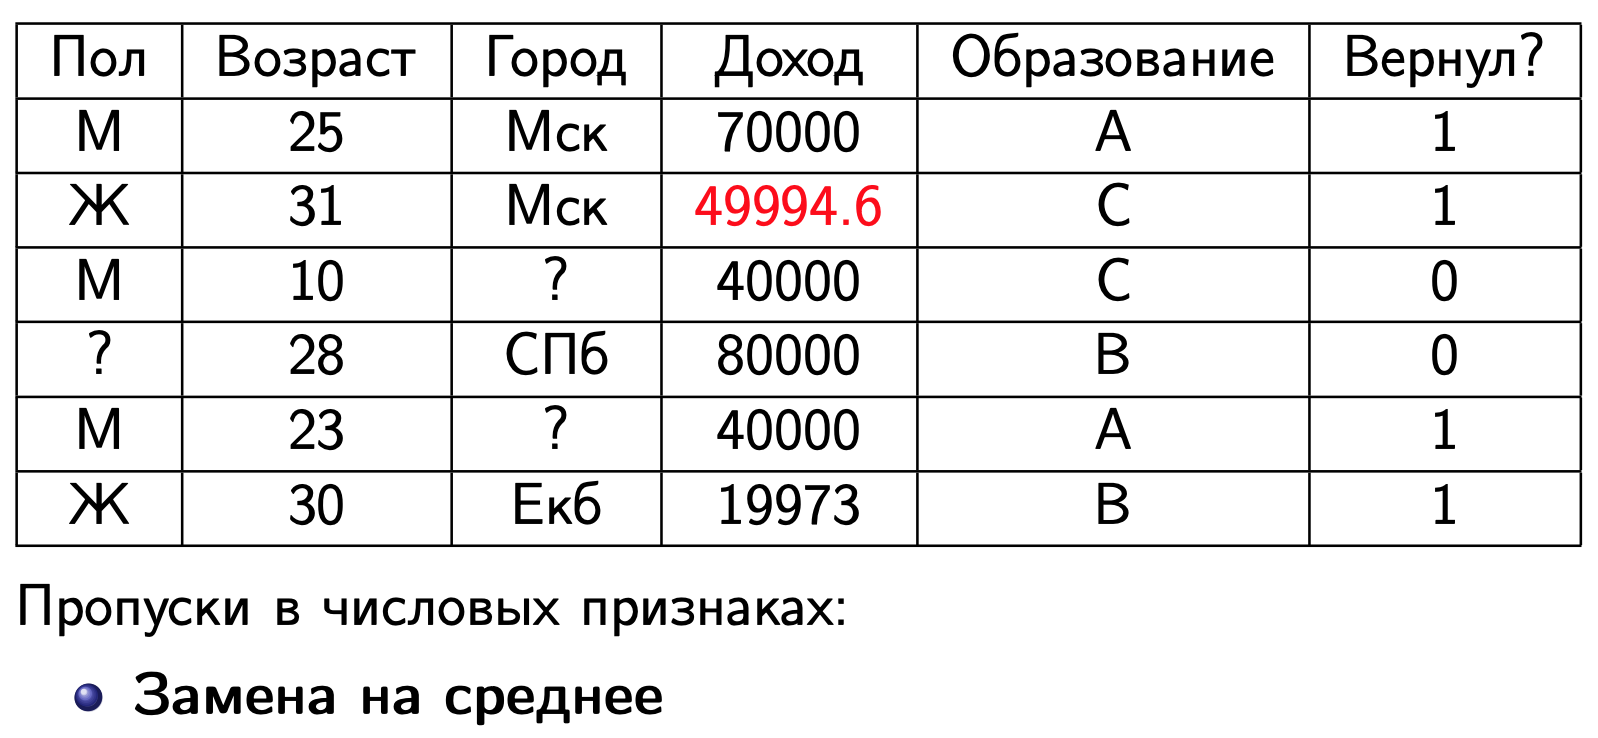 Пол Возраст Город Доход Образование Вернул?
М 25 Мск 70000 A 1
Ж 31 Мск 49994.6 C 1
М 10 ? 40000 C 0
? 28 СПб 80000 B 0
М 23 ? 40000 A 1
Ж 30 Екб 19973 B 1
Пропуски в числовых признаках:
Замена на среднее